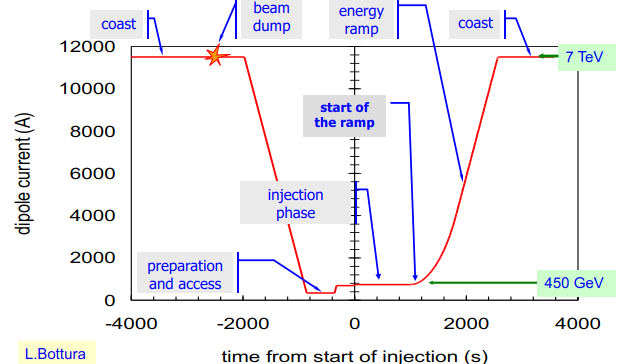 coast
beam
dump
energy
ramp
coast
12000
10000
8000
6000
4000
2000
0
dipole current (A)
7 TeV
start of
the ramp
injection
phase
preparation
and access
450 GeV
-4000
-2000
0
2000
4000
L.Bottura
time from start of injection (s)